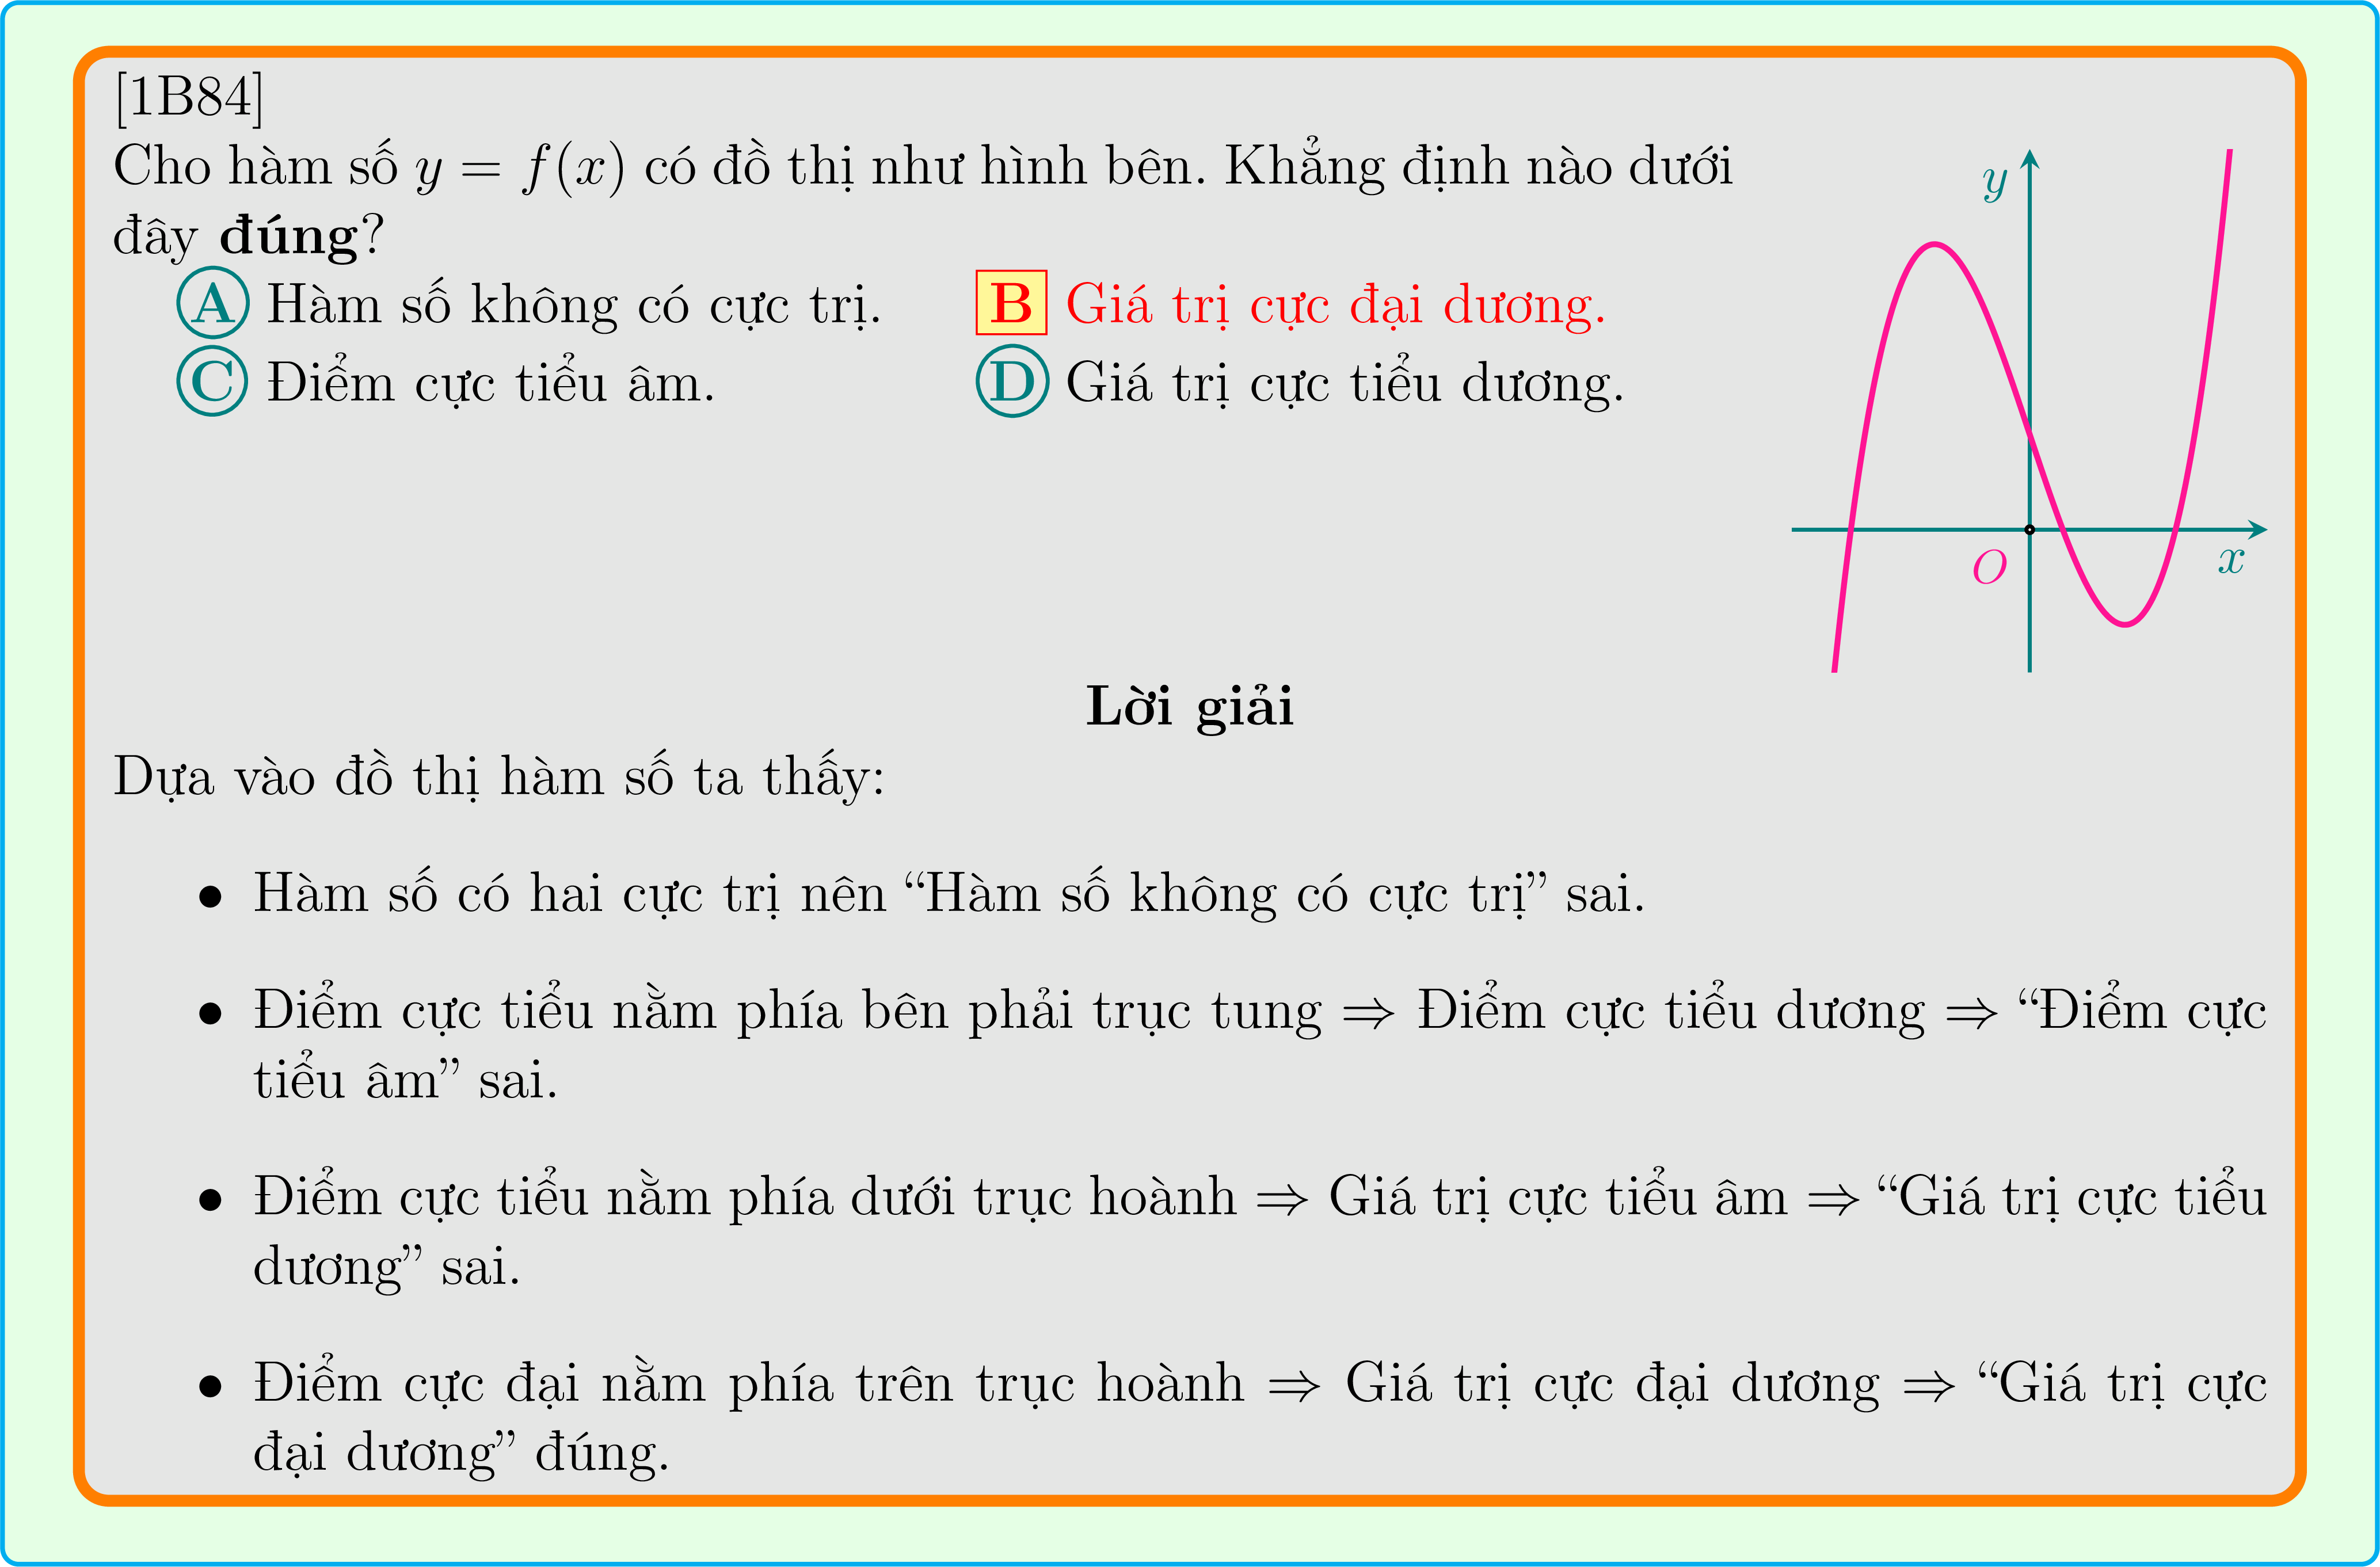 [1B84]
Cho hàm số y = f(x) có đồ thị như hình bên. Khẳng định nào dưới
đây đúng?
A Hàm số không có cực trị. B Giá trị cực đại dương.
C Điểm cực tiểu âm. D Giá trị cực tiểu dương.
y
x
O
Lời giải
Dựa vào đồ thị hàm số ta thấy:
• Hàm số có hai cực trị nên “Hàm số không có cực trị” sai.
• Điểm cực tiểu nằm phía bên phải trục tung ⇒ Điểm cực tiểu dương ⇒ “Điểm cực
tiểu âm” sai.
• Điểm cực tiểu nằm phía dưới trục hoành ⇒ Giá trị cực tiểu âm ⇒ “Giá trị cực tiểu
dương” sai.
• Điểm cực đại nằm phía trên trục hoành ⇒ Giá trị cực đại dương ⇒ “Giá trị cực
đại dương” đúng.